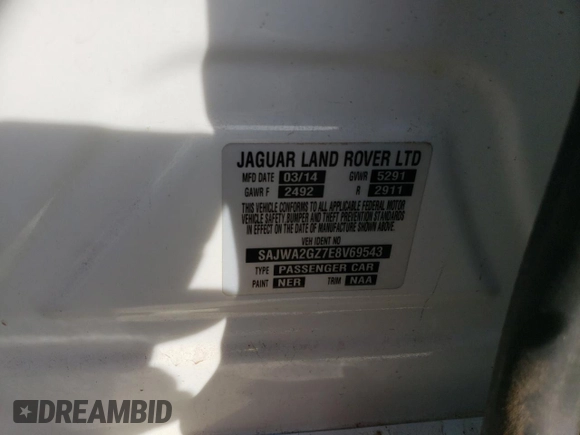 JAGUAR LAND ROVER LTD
MFD DATE 03/14 GVWR 5291
GAWR F 2492 R 2911
THIS VEHICLE CONFORMS TO ALL APPLICABLE FEDERAL MOTOR
VEHICLE SAFETY, BUMPER AND THEFT PREVENTION STANDARDS
IN EFFECT ON THE DATE OF MANUFACTURE SHOWN ABOVE.
VEH IDENT NO
SAJWA2GZ7E8V69543
TYPE PASSENGER CAR
PAINT NER TRIM NAA
DREAMBID